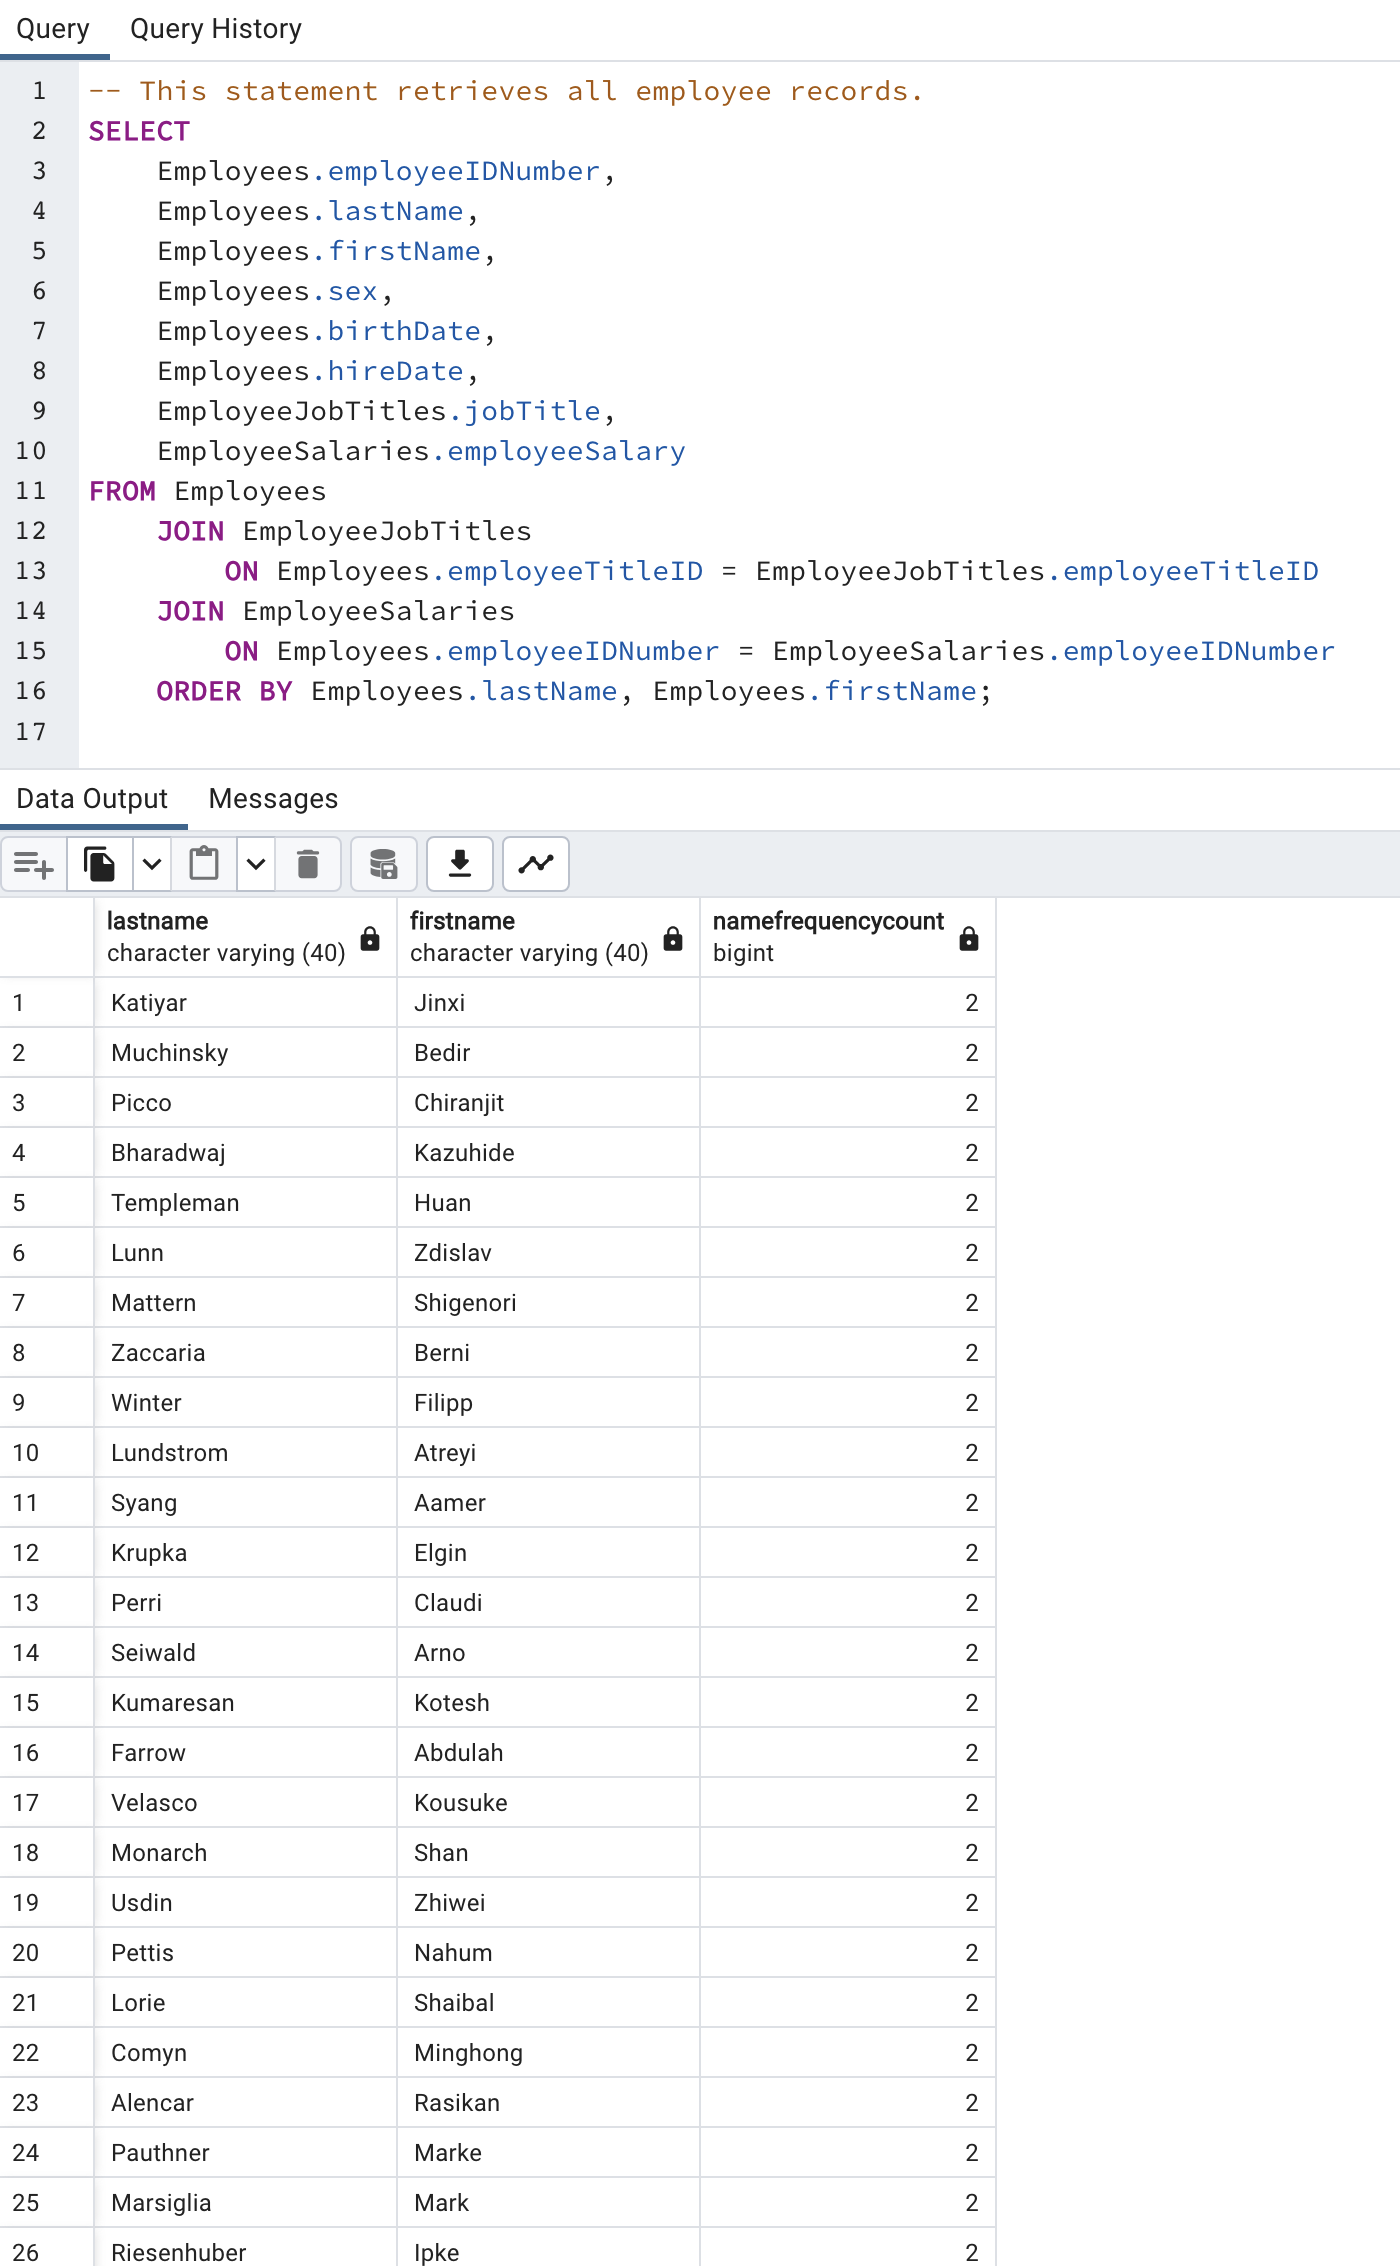 Query Query History
1 -- This statement retrieves all employee records.
2 SELECT
3 Employees.employeeIDNumber,
4 Employees.lastName,
5 Employees.firstName,
6 Employees.sex,
7 Employees.birthDate,
8 Employees.hireDate,
9 EmployeeJobTitles.jobTitle,
10 EmployeeSalaries.employeeSalary
11 FROM Employees
12 JOIN EmployeeJobTitles
13 ON Employees.employeeTitleID = EmployeeJobTitles.employeeTitleID
14 JOIN EmployeeSalaries
15 ON Employees.employeeIDNumber = EmployeeSalaries.employeeIDNumber
16 ORDER BY Employees.lastName, Employees.firstName;
17
Data Output Messages
lastname firstname namefrequencycount
character varying (40) character varying (40) bigint
1 Katiyar Jinxi 2
2 Muchinsky Bedir 2
3 Picco Chiranjit 2
4 Bharadwaj Kazuhide 2
5 Templeman Huan 2
6 Lunn Zdislav 2
7 Mattern Shigenori 2
8 Zaccaria Berni 2
9 Winter Filipp 2
10 Lundstrom Atreyi 2
11 Syang Aamer 2
12 Krupka Elgin 2
13 Perri Claudi 2
14 Seiwald Arno 2
15 Kumaresan Kotesh 2
16 Farrow Abdulah 2
17 Velasco Kousuke 2
18 Monarch Shan 2
19 Usdin Zhiwei 2
20 Pettis Nahum 2
21 Lorie Shaibal 2
22 Comyn Minghong 2
23 Alencar Rasikan 2
24 Pauthner Marke 2
25 Marsiglia Mark 2
26 Riesenhuber Ipke 2